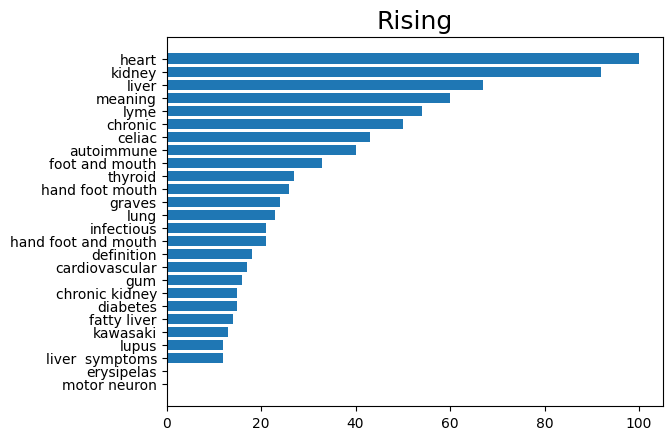 Rising
heart
kidney
liver
meaning
lyme
chronic
celiac
autoimmune
foot and mouth
thyroid
hand foot mouth
graves
lung
infectious
hand foot and mouth
definition
cardiovascular
gum
chronic kidney
diabetes
fatty liver
kawasaki
lupus
liver  symptoms
erysipelas
motor neuron
0 20 40 60 80 100